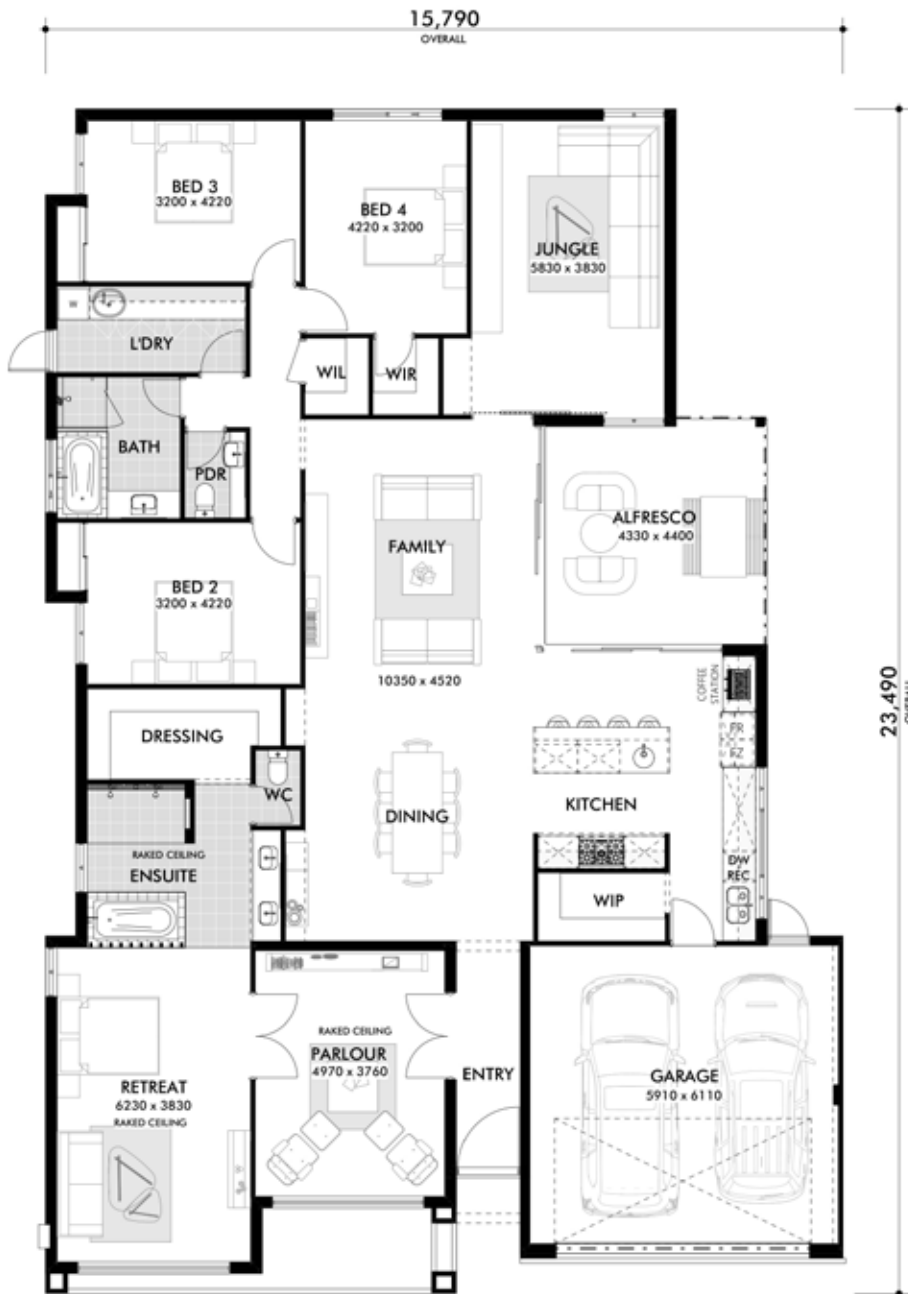 15,790
OVERALL
BED 3
3200 x 4220
BED 4
4220 x 3200
JUNGLE
5830 x 3830
W
L'DRY
WIL
WIR
BATH
PDR
FAMILY
ALFRESCO
4330 x 4400
BED 2
3200 x 4220
10350 x 4520
COFFEE
STATION
23,490
OVERALL
DRESSING
FR
FZ
WC
DINING
KITCHEN
RAKED CEILING
ENSUITE
DW
REC
WIP
RAKED CEILING
PARLOUR
4970 x 3760
ENTRY
GARAGE
5910 x 6110
RETREAT
6230 x 3830
RAKED CEILING